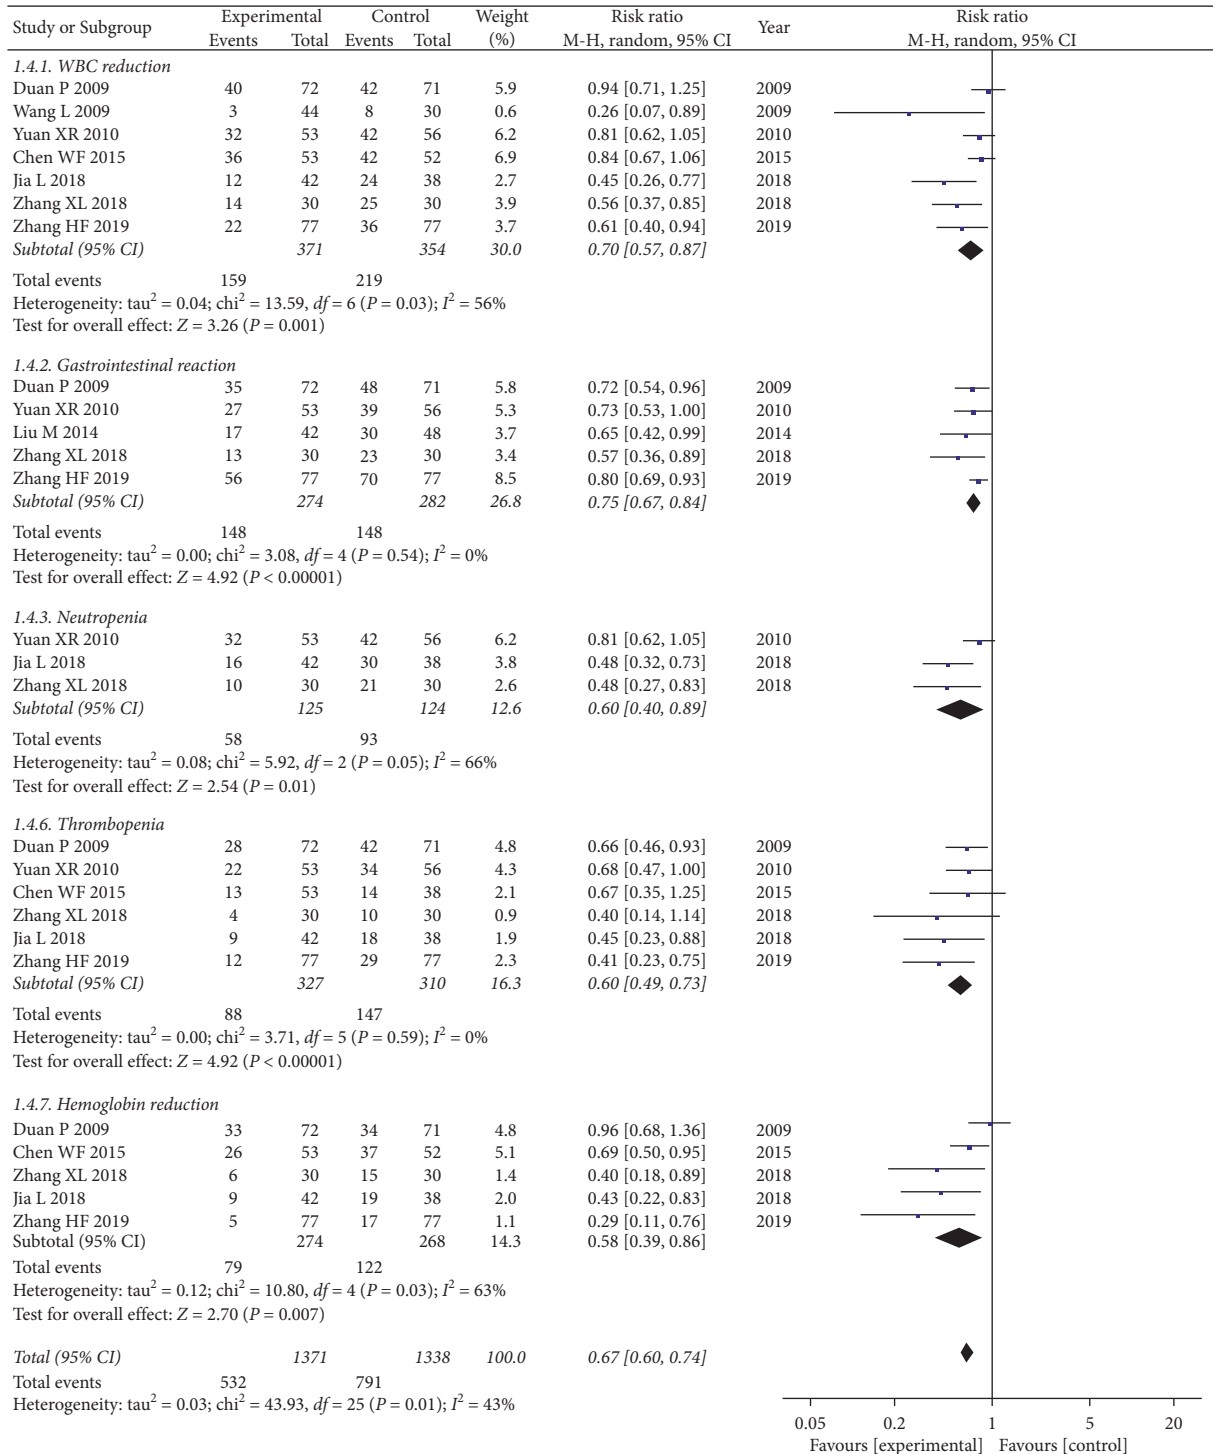 Study or Subgroup Experimental Control Weight Risk ratio Year Risk ratio
Events Total Events Total (%) M-H, random, 95% CI M-H, random, 95% CI
1.4.1. WBC reduction
Duan P 2009 40 72 42 71 5.9 0.94 [0.71, 1.25] 2009
Wang L 2009 3 44 8 30 0.6 0.26 [0.07, 0.89] 2009
Yuan XR 2010 32 53 42 56 6.2 0.81 [0.62, 1.05] 2010
Chen WF 2015 36 53 42 52 6.9 0.84 [0.67, 1.06] 2015
Jia L 2018 12 42 24 38 2.7 0.45 [0.26, 0.77] 2018
Zhang XL 2018 14 30 25 30 3.9 0.56 [0.37, 0.85] 2018
Zhang HF 2019 22 77 36 77 3.7 0.61 [0.40, 0.94] 2019
Subtotal (95% CI) 371 354 30.0 0.70 [0.57, 0.87]
Total events 159 219
Heterogeneity: tau² = 0.04; chi² = 13.59, df = 6 (P = 0.03); I² = 56%
Test for overall effect: Z = 3.26 (P = 0.001)
1.4.2. Gastrointestinal reaction
Duan P 2009 35 72 48 71 5.8 0.72 [0.54, 0.96] 2009
Yuan XR 2010 27 53 39 56 5.3 0.73 [0.53, 1.00] 2010
Liu M 2014 17 42 30 48 3.7 0.65 [0.42, 0.99] 2014
Zhang XL 2018 13 30 23 30 3.4 0.57 [0.36, 0.89] 2018
Zhang HF 2019 56 77 70 77 8.5 0.80 [0.69, 0.93] 2019
Subtotal (95% CI) 274 282 26.8 0.75 [0.67, 0.84]
Total events 148 148
Heterogeneity: tau² = 0.00; chi² = 3.08, df = 4 (P = 0.54); I² = 0%
Test for overall effect: Z = 4.92 (P < 0.00001)
1.4.3. Neutropenia
Yuan XR 2010 32 53 42 56 6.2 0.81 [0.62, 1.05] 2010
Jia L 2018 16 42 30 38 3.8 0.48 [0.32, 0.73] 2018
Zhang XL 2018 10 30 21 30 2.6 0.48 [0.27, 0.83] 2018
Subtotal (95% CI) 125 124 12.6 0.60 [0.40, 0.89]
Total events 58 93
Heterogeneity: tau² = 0.08; chi² = 5.92, df = 2 (P = 0.05); I² = 66%
Test for overall effect: Z = 2.54 (P = 0.01)
1.4.6. Thrombopenia
Duan P 2009 28 72 42 71 4.8 0.66 [0.46, 0.93] 2009
Yuan XR 2010 22 53 34 56 4.3 0.68 [0.47, 1.00] 2010
Chen WF 2015 13 53 14 38 2.1 0.67 [0.35, 1.25] 2015
Zhang XL 2018 4 30 10 30 0.9 0.40 [0.14, 1.14] 2018
Jia L 2018 9 42 18 38 1.9 0.45 [0.23, 0.88] 2018
Zhang HF 2019 12 77 29 77 2.3 0.41 [0.23, 0.75] 2019
Subtotal (95% CI) 327 310 16.3 0.60 [0.49, 0.73]
Total events 88 147
Heterogeneity: tau² = 0.00; chi² = 3.71, df = 5 (P = 0.59); I² = 0%
Test for overall effect: Z = 4.92 (P < 0.00001)
1.4.7. Hemoglobin reduction
Duan P 2009 33 72 34 71 4.8 0.96 [0.68, 1.36] 2009
Chen WF 2015 26 53 37 52 5.1 0.69 [0.50, 0.95] 2015
Zhang XL 2018 6 30 15 30 1.4 0.40 [0.18, 0.89] 2018
Jia L 2018 9 42 19 38 2.0 0.43 [0.22, 0.83] 2018
Zhang HF 2019 5 77 17 77 1.1 0.29 [0.11, 0.76] 2019
Subtotal (95% CI) 274 268 14.3 0.58 [0.39, 0.86]
Total events 79 122
Heterogeneity: tau² = 0.12; chi² = 10.80, df = 4 (P = 0.03); I² = 63%
Test for overall effect: Z = 2.70 (P = 0.007)
Total (95% CI) 1371 1338 100.0 0.67 [0.60, 0.74]
Total events 532 791
Heterogeneity: tau² = 0.03; chi² = 43.93, df = 25 (P = 0.01); I² = 43%
0.05 0.2 1 5 20
Favours [experimental] Favours [control]